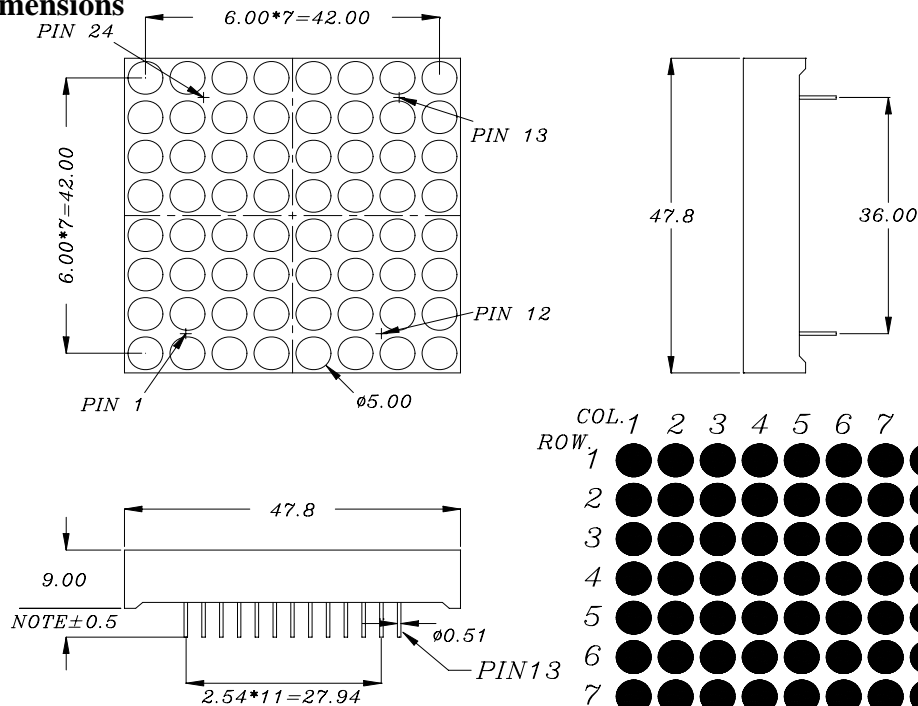 mensions
6.00*7=42.00
PIN 24
PIN 13
6.00*7=42.00
47.8
36.00
PIN 12
PIN 1
ø5.00
COL. 1 2 3 4 5 6 7
ROW.
1
2
3
4
5
6
7
47.8
9.00
NOTE±0.5
ø0.51
PIN13
2.54*11=27.94